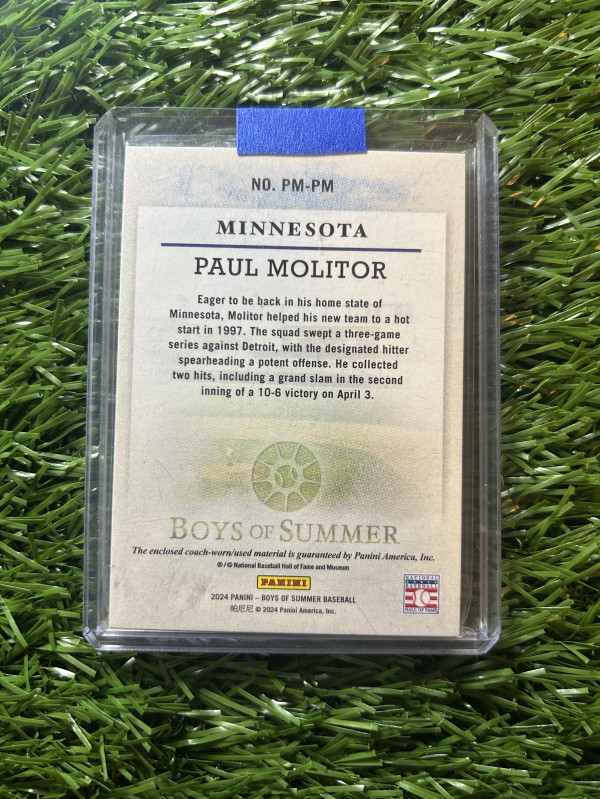 NO. PM-PM
MINNESOTA
PAUL MOLITOR
Eager to be back in his home state of
Minnesota, Molitor helped his new team to a hot
start in 1997. The squad swept a three-game
series against Detroit, with the designated hitter
spearheading a potent offense. He collected
two hits, including a grand slam in the second
inning of a 10-6 victory on April 3.
BOYS OF SUMMER
The enclosed coach-worn/used material is guaranteed by Panini America, Inc.
® / © National Baseball Hall of Fame and Museum
PANINI
2024 PANINI – BOYS OF SUMMER BASEBALL
帕尼尼 © 2024 Panini America, Inc.
NATIONAL
BASEBALL
HALL OF FAME